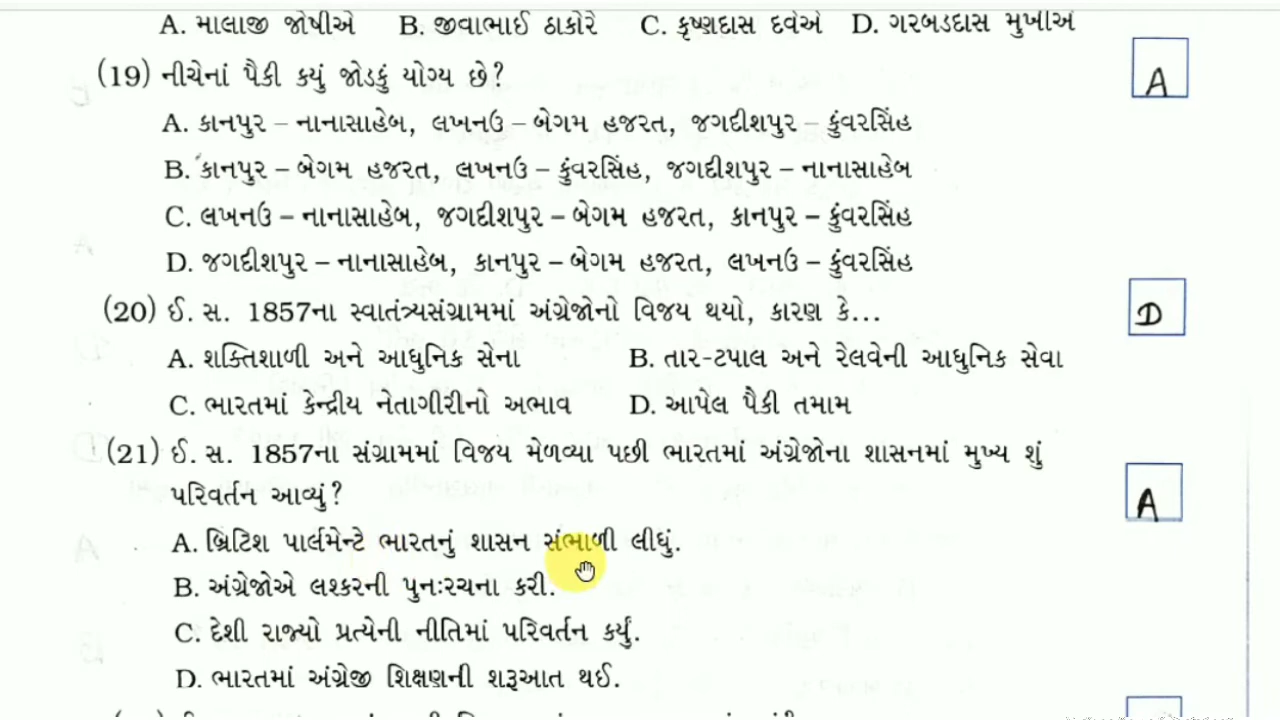 A. માલાજી જોષીએ B. જીવાભાઈ ઠાકોરે C. કૃષ્ણદાસ દવેએ D. ગરબડદાસ મુખીએ
(19) નીચેનાં પૈકી કયું જોડકું યોગ્ય છે? A
A. કાનપુર – નાનાસાહેબ, લખનઉ – બેગમ હજરત, જગદીશપુર – કુંવરસિંહ
B. કાનપુર – બેગમ હજરત, લખનઉ – કુંવરસિંહ, જગદીશપુર – નાનાસાહેબ
C. લખનઉ – નાનાસાહેબ, જગદીશપુર – બેગમ હજરત, કાનપુર – કુંવરસિંહ
D. જગદીશપુર – નાનાસાહેબ, કાનપુર – બેગમ હજરત, લખનઉ – કુંવરસિંહ
(20) ઈ. સ. 1857ના સ્વાતંત્ર્યસંગ્રામમાં અંગ્રેજોનો વિજય થયો, કારણ કે... D
A. શક્તિશાળી અને આધુનિક સેના B. તાર-ટપાલ અને રેલવેની આધુનિક સેવા
C. ભારતમાં કેન્દ્રીય નેતાગીરીનો અભાવ D. આપેલ પૈકી તમામ
(21) ઈ. સ. 1857ના સંગ્રામમાં વિજય મેળવ્યા પછી ભારતમાં અંગ્રેજોના શાસનમાં મુખ્ય શું
પરિવર્તન આવ્યું? A
A. બ્રિટિશ પાર્લમેન્ટે ભારતનું શાસન સંભાળી લીધું.
B. અંગ્રેજોએ લશ્કરની પુનઃરચના કરી.
C. દેશી રાજ્યો પ્રત્યેની નીતિમાં પરિવર્તન કર્યું.
D. ભારતમાં અંગ્રેજી શિક્ષણની શરૂઆત થઈ.